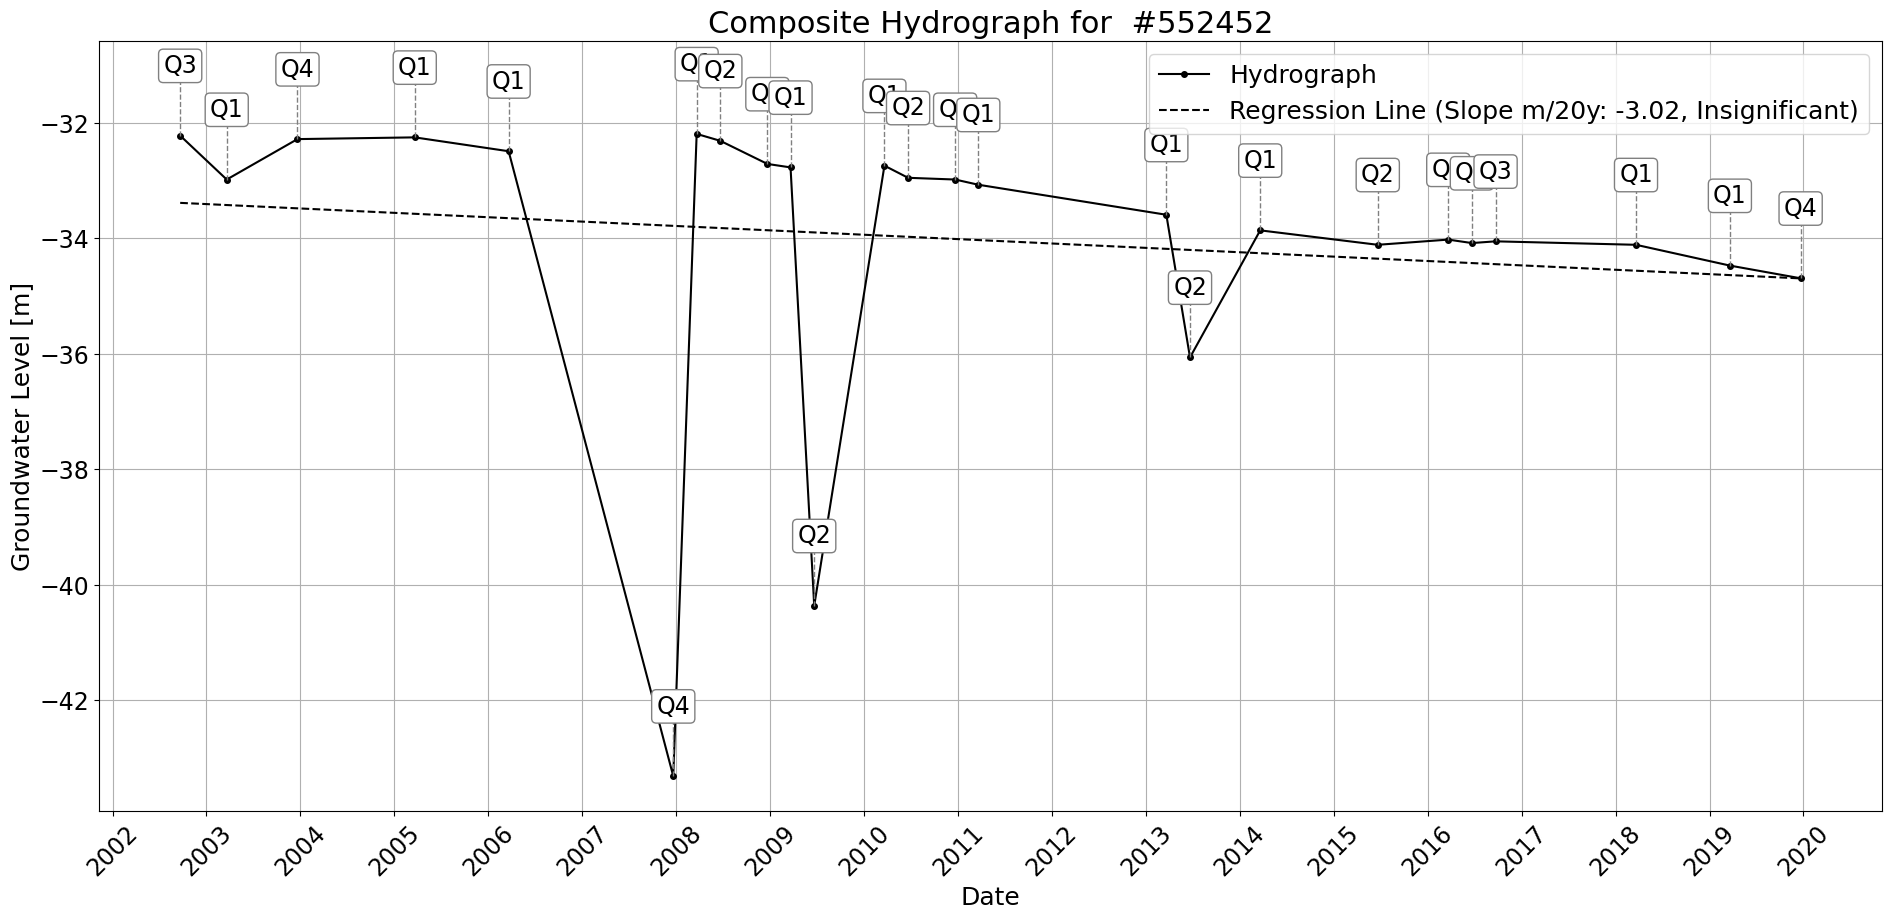 Composite Hydrograph for #552452
Q3
Q1
Q4
Q1
Q1
Q4
Q2
Q1
Q2
Q1
Q2
Q1
Q1
Q2
Q1
Q2
Q3
Q1
Q1
Q4
Hydrograph
Regression Line (Slope m/20y: -3.02, Insignificant)
Groundwater Level [m]
−32
−34
−36
−38
−40
−42
2002
2003
2004
2005
2006
2007
2008
2009
2010
2011
2012
2013
2014
2015
2016
2017
2018
2019
2020
Date